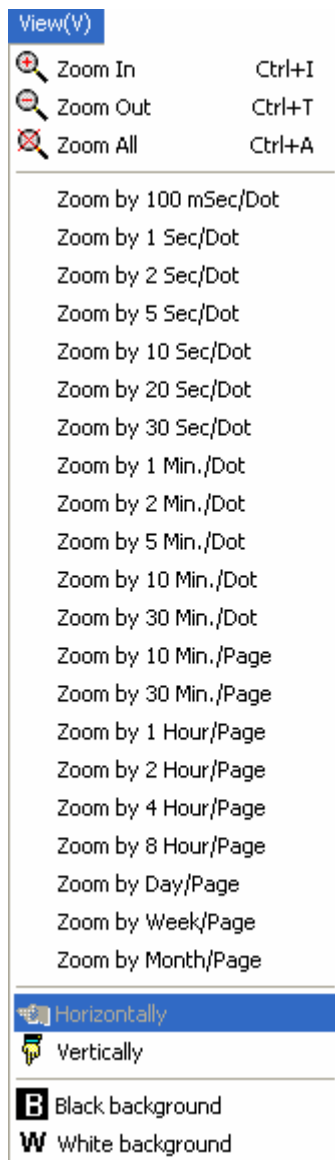 View(V)
Zoom In Ctrl+I
Zoom Out Ctrl+T
Zoom All Ctrl+A
Zoom by 100 mSec/Dot
Zoom by 1 Sec/Dot
Zoom by 2 Sec/Dot
Zoom by 5 Sec/Dot
Zoom by 10 Sec/Dot
Zoom by 20 Sec/Dot
Zoom by 30 Sec/Dot
Zoom by 1 Min./Dot
Zoom by 2 Min./Dot
Zoom by 5 Min./Dot
Zoom by 10 Min./Dot
Zoom by 30 Min./Dot
Zoom by 10 Min./Page
Zoom by 30 Min./Page
Zoom by 1 Hour/Page
Zoom by 2 Hour/Page
Zoom by 4 Hour/Page
Zoom by 8 Hour/Page
Zoom by Day/Page
Zoom by Week/Page
Zoom by Month/Page
Horizontally
Vertically
B Black background
W White background